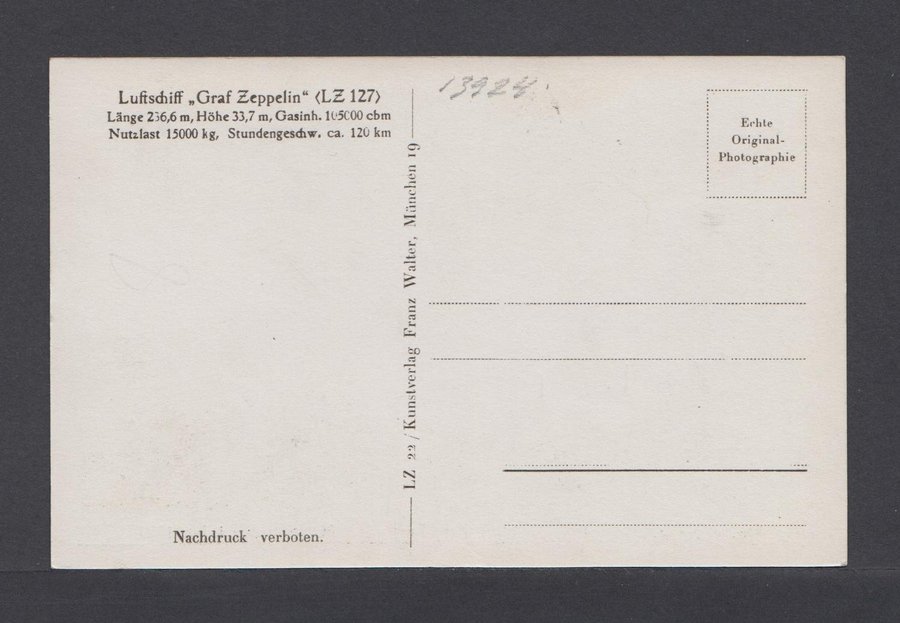 Luftschiff „Graf Zeppelin“ (LZ 127)
Länge 236,6 m, Höhe 33,7 m, Gasinh. 105000 cbm
Nutzlast 15000 kg, Stundengeschw. ca. 120 km
Nachdruck verboten.
LZ 22 / Kunstverlag Franz Walter, München 19
13924
Echte
Original-
Photographie